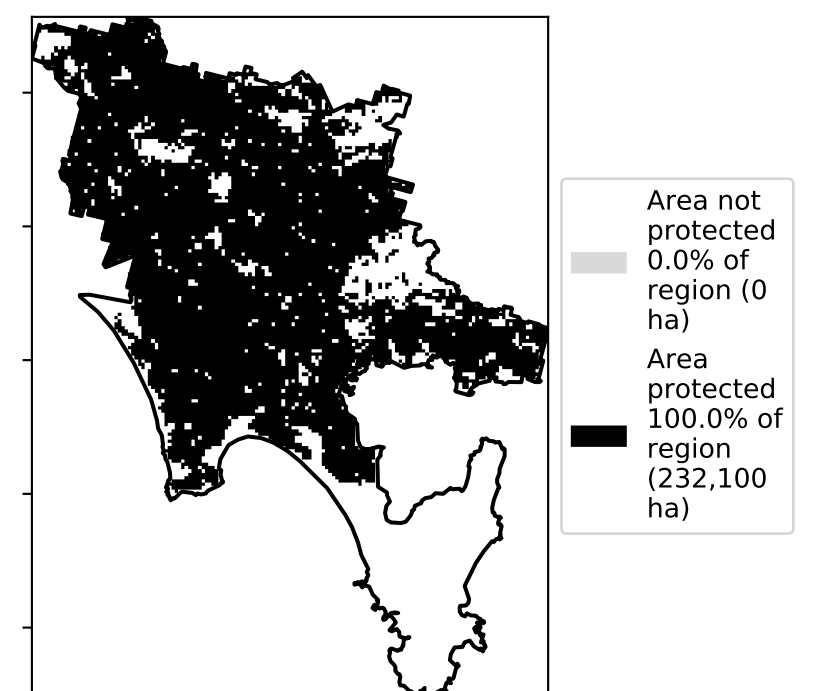 Area not
protected
0.0% of
region (0
ha)
Area
protected
100.0% of
region
(232,100
ha)